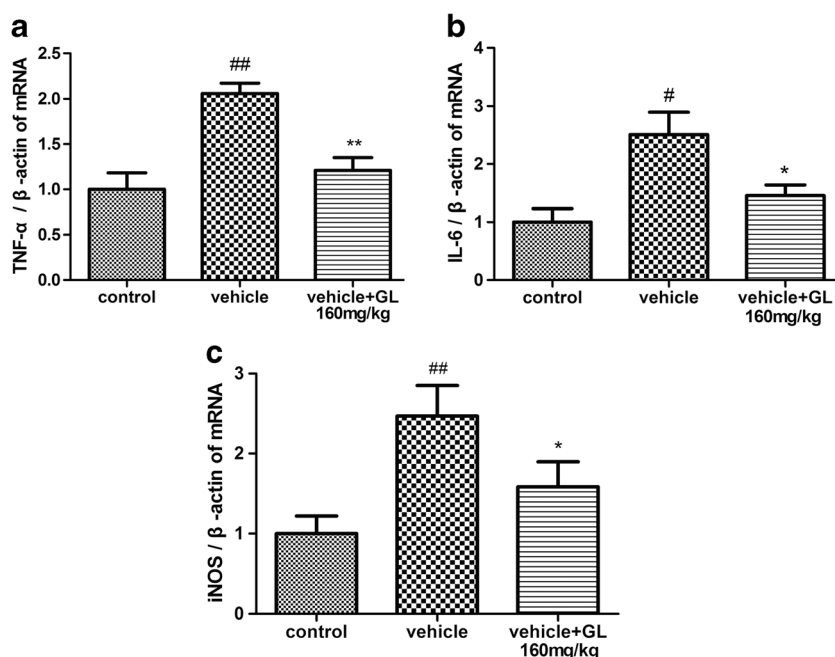 a
TNF-α / β -actin of mRNA
2.5
2.0
1.5
1.0
0.5
0.0
##
**
control
vehicle
vehicle+GL
160mg/kg
b
IL-6 / β -actin of mRNA
4
3
2
1
0
#
*
control
vehicle
vehicle+GL
160mg/kg
c
iNOS / β -actin of mRNA
3
2
1
0
##
*
control
vehicle
vehicle+GL
160mg/kg